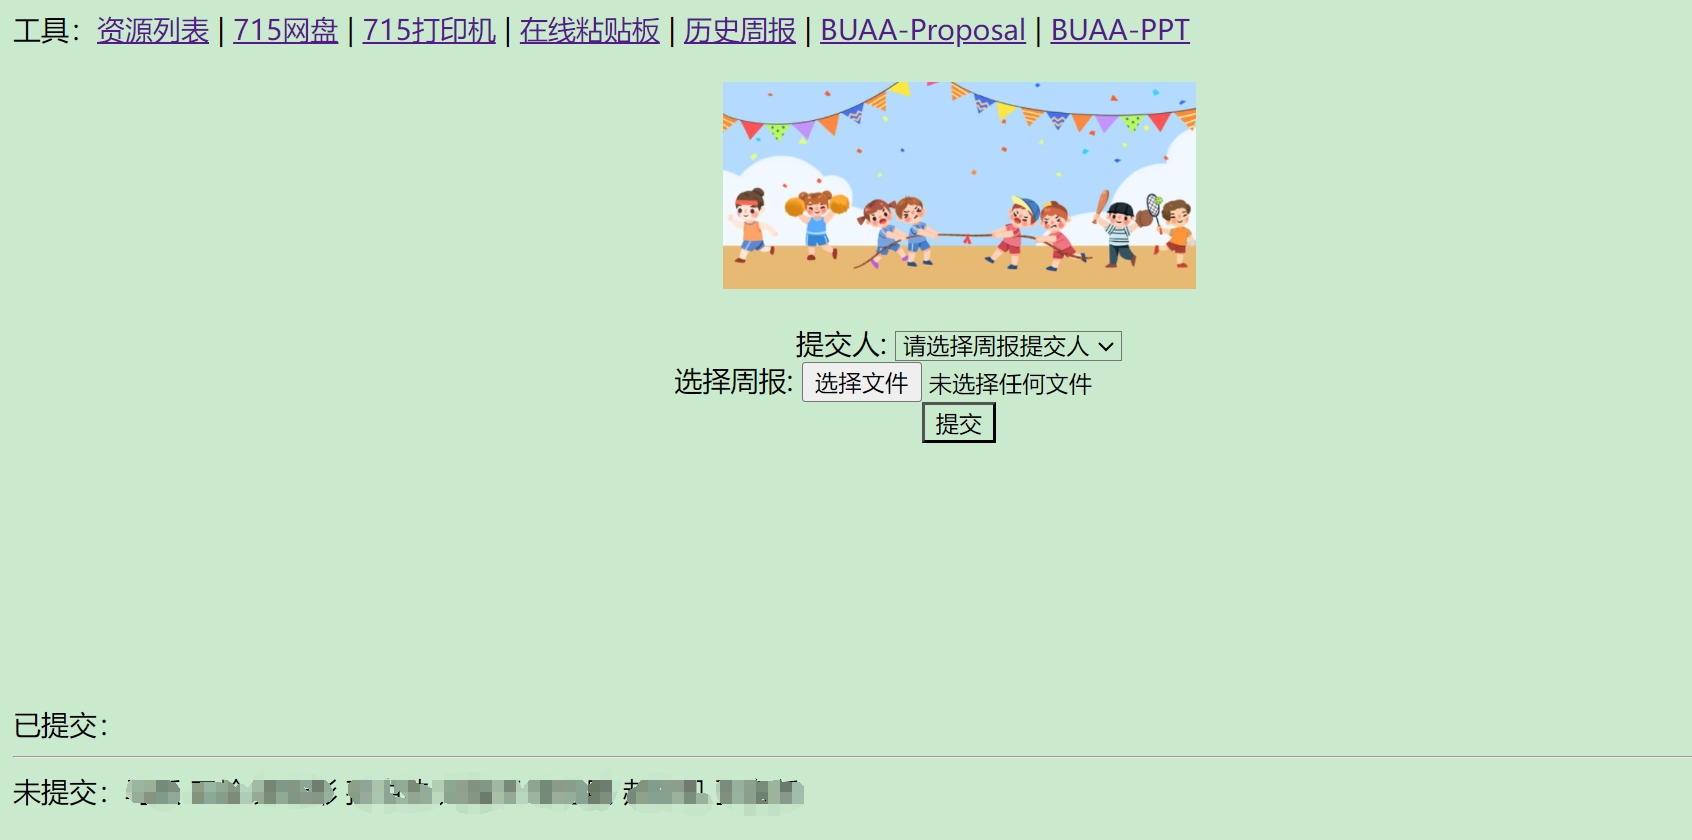 工具：资源列表 | 715网盘 | 715打印机 | 在线粘贴板 | 历史周报 | BUAA-Proposal | BUAA-PPT
提交人: 请选择周报提交人
选择周报: 选择文件 未选择任何文件
提交
已提交：
未提交：